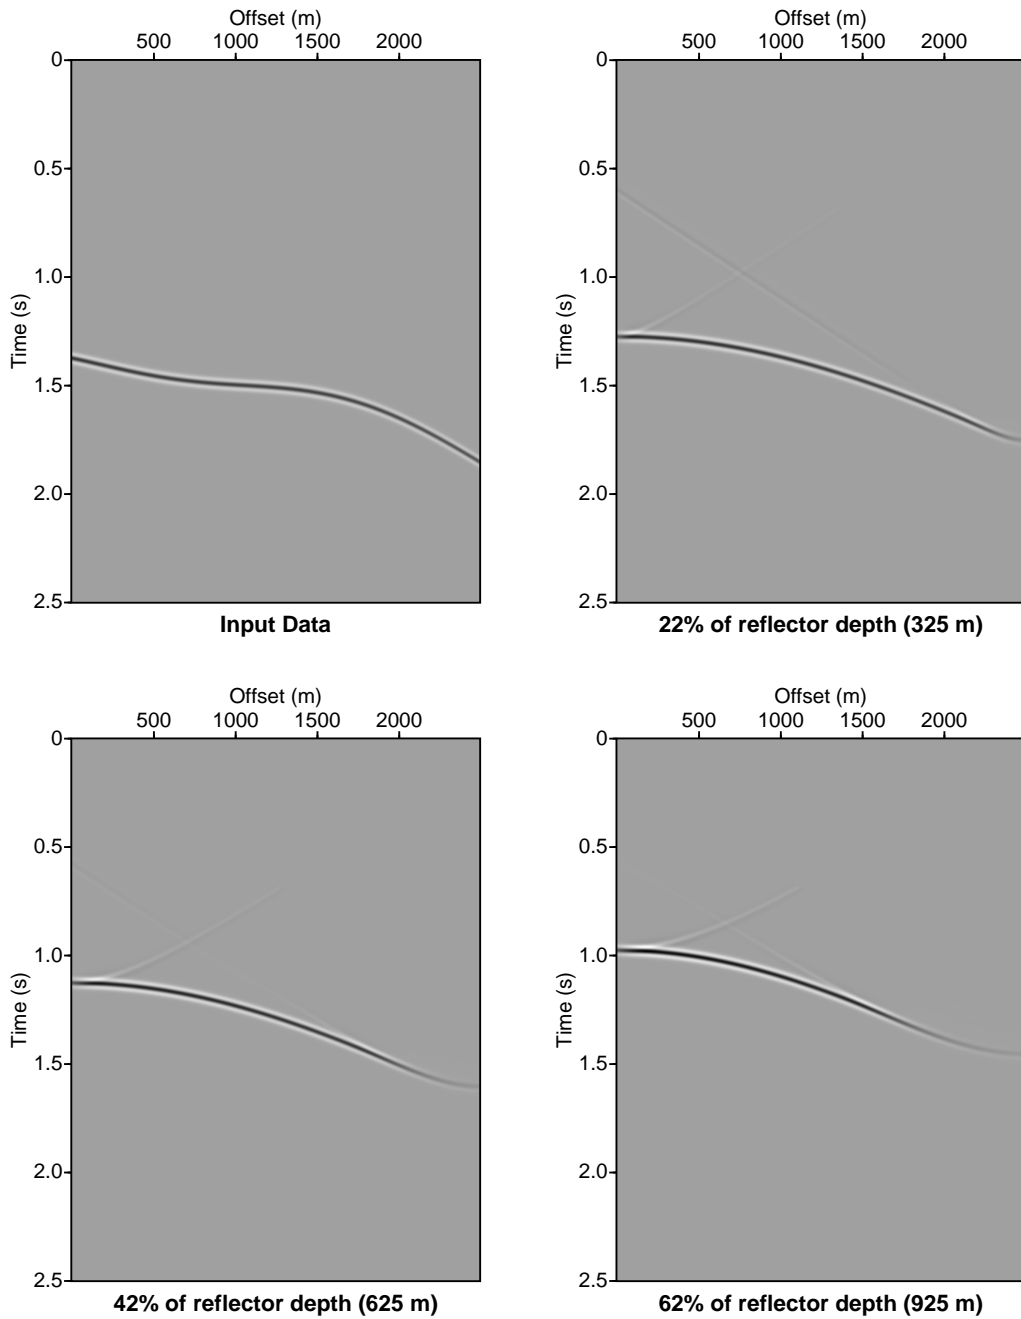 Offset (m)
500 1000 1500 2000
0
0.5
1.0
1.5
2.0
2.5
Time (s)
Input Data
Offset (m)
500 1000 1500 2000
0
0.5
1.0
1.5
2.0
2.5
Time (s)
22% of reflector depth (325 m)
Offset (m)
500 1000 1500 2000
0
0.5
1.0
1.5
2.0
2.5
Time (s)
42% of reflector depth (625 m)
Offset (m)
500 1000 1500 2000
0
0.5
1.0
1.5
2.0
2.5
Time (s)
62% of reflector depth (925 m)